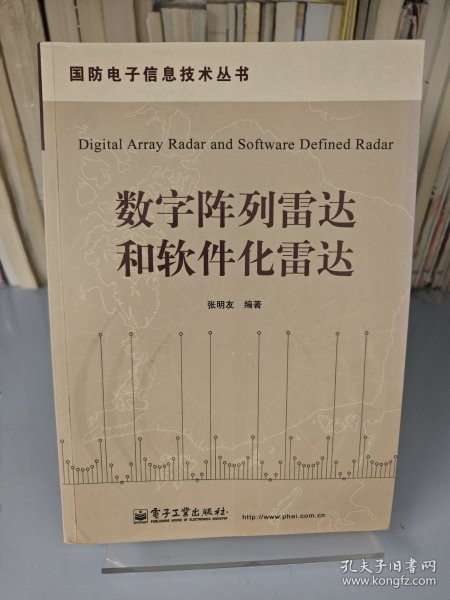 国防电子信息技术丛书
Digital Array Radar and Software Defined Radar
数字阵列雷达
和软件化雷达
张明友 编著
电子工业出版社
PUBLISHING HOUSE OF ELECTRONICS INDUSTRY
http://www.phei.com.cn
孔夫子旧书网
www.kongfz.com